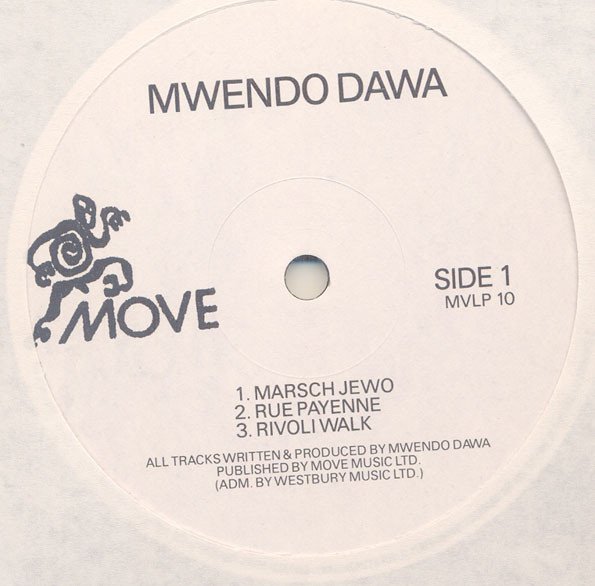 MWENDO DAWA
MOVE
SIDE 1
MVLP 10
1. MARSCH JEWO
2. RUE PAYENNE
3. RIVOLI WALK
ALL TRACKS WRITTEN & PRODUCED BY MWENDO DAWA
PUBLISHED BY MOVE MUSIC LTD.
(ADM. BY WESTBURY MUSIC LTD.)